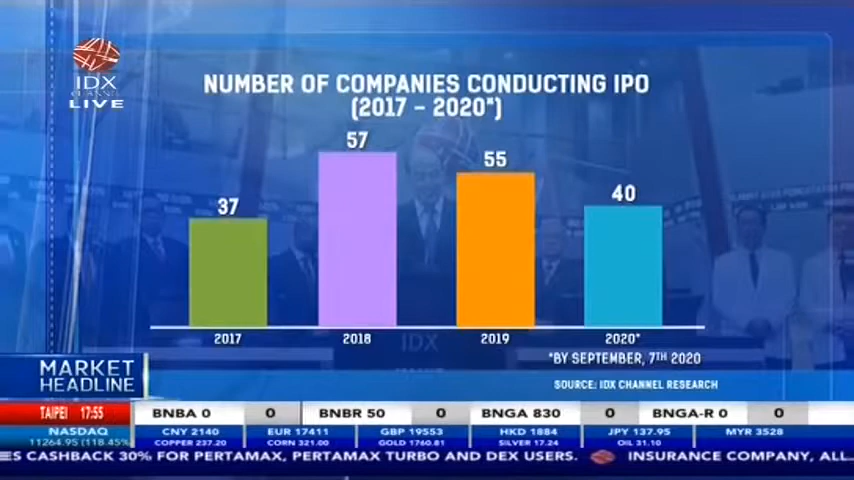 IDX
CHANNEL
LIVE
NUMBER OF COMPANIES CONDUCTING IPO
(2017 – 2020*)
37
57
55
40
2017
2018
2019
2020*
*BY SEPTEMBER, 7TH 2020
SOURCE: IDX CHANNEL RESEARCH
IDX
MARKET
HEADLINE
TAIPEI 17:55
BNBA 0 0 BNBR 50 0 BNGA 830 0 BNGA-R 0 0
NASDAQ
11264.95 (118.45%
CNY 2140 EUR 17411 GBP 19553 HKD 1884 JPY 137.95 MYR 3528
COPPER 237.20 CORN 321.00 GOLD 1760.81 SILVER 17.24 OIL 31.10
ES CASHBACK 30% FOR PERTAMAX, PERTAMAX TURBO AND DEX USERS. INSURANCE COMPANY, ALL